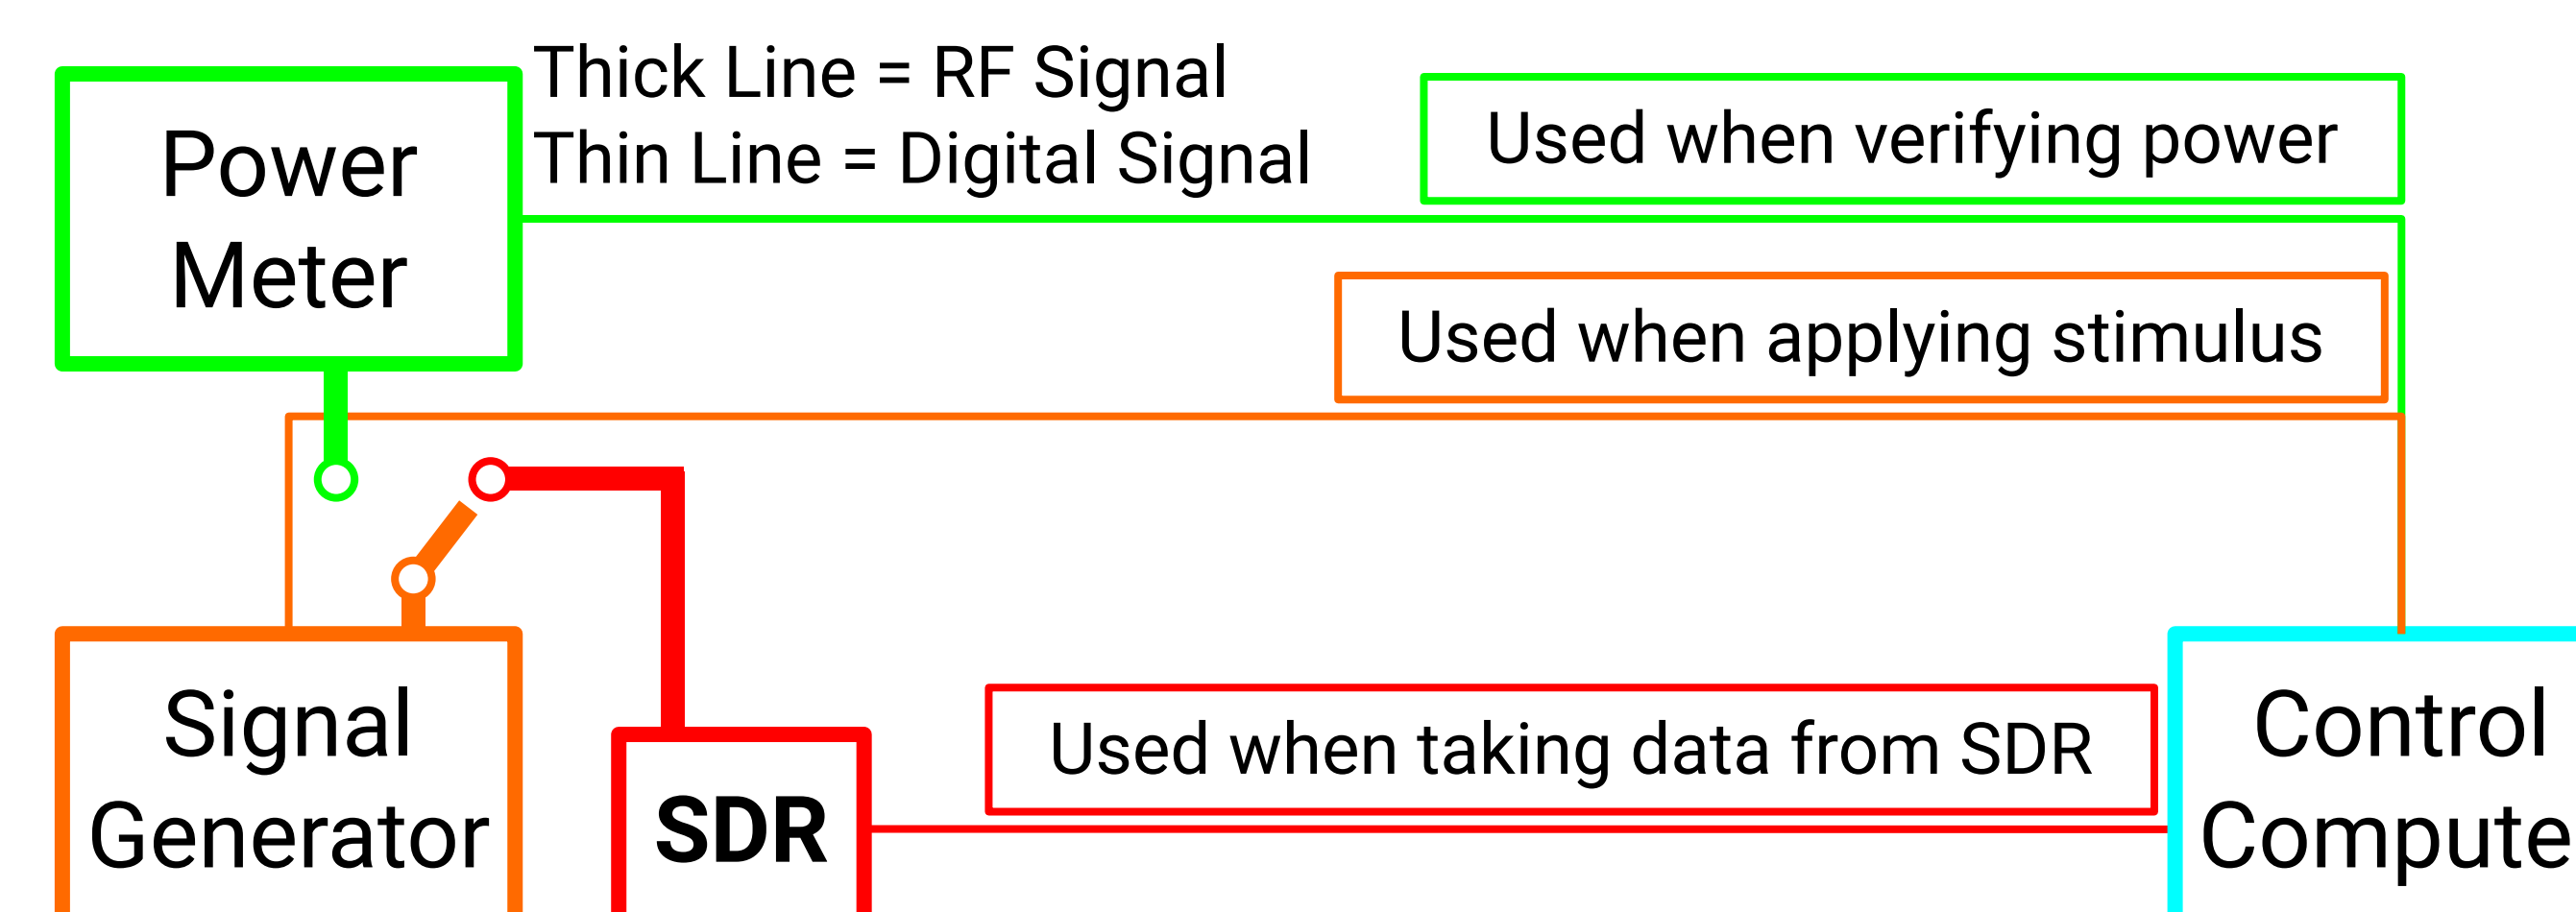 Thick Line = RF Signal
Thin Line = Digital Signal
Power
Meter
Used when verifying power
Used when applying stimulus
Signal
Generator
SDR
Used when taking data from SDR
Control
Compute